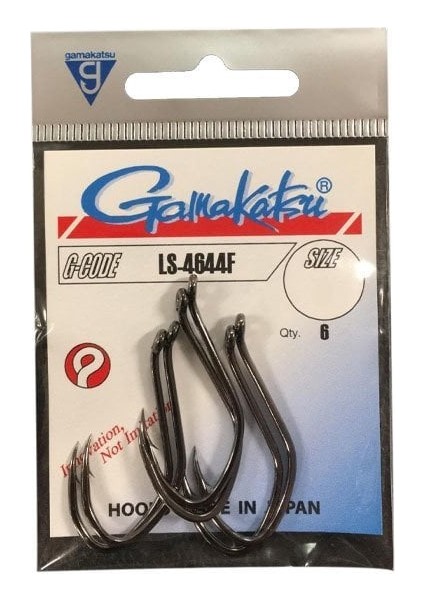 gamakatsu
g
Gamakatsu®
G-CODE LS-4644F SIZE
Qty. 6
Innovation,
Not Imitation
HOOKS MADE IN JAPAN